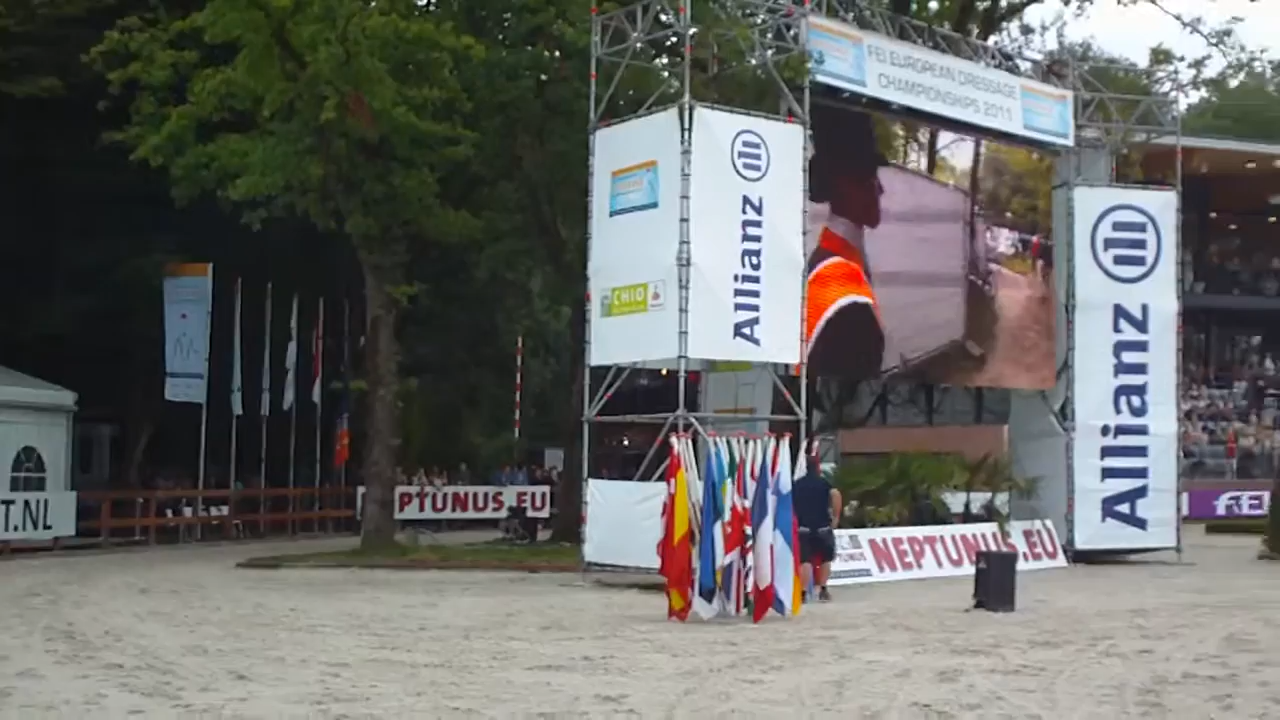 FEI EUROPEAN DRESSAGE
CHAMPIONSHIPS 2011
Allianz
CHIO
Allianz
T.NL
PTUNUS.EU
NEPTUNUS.EU
FEI